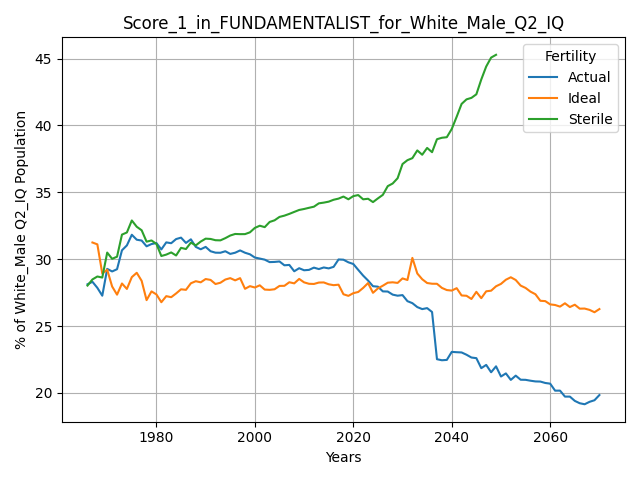 Score_1_in_FUNDAMENTALIST_for_White_Male_Q2_IQ
Fertility
Actual
Ideal
Sterile
% of White_Male Q2_IQ Population
45
40
35
30
25
20
1980
2000
2020
2040
2060
Years